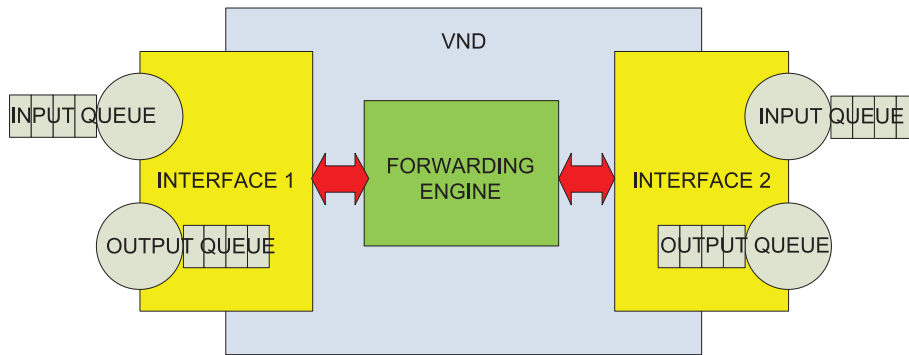 VND
INPUT QUEUE
INPUT QUEUE
INTERFACE 1
FORWARDING
ENGINE
INTERFACE 2
OUTPUT QUEUE
OUTPUT QUEUE